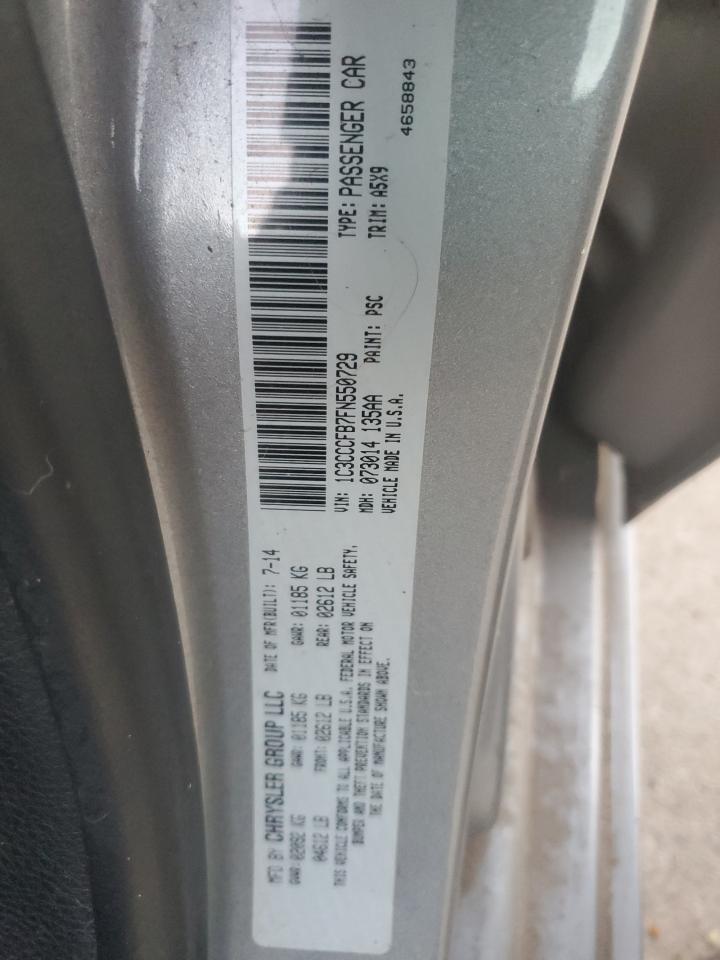 MFD BY CHRYSLER GROUP LLC DATE OF MFR(BUILT): 7-14
GVWR: 02092 KG GAWR: 01185 KG GAWR: 01185 KG
04612 LB FRONT: 02612 LB REAR: 02612 LB
THIS VEHICLE CONFORMS TO ALL APPLICABLE U.S.A. FEDERAL MOTOR VEHICLE SAFETY,
BUMPER AND THEFT PREVENTION STANDARDS IN EFFECT ON
THE DATE OF MANUFACTURE SHOWN ABOVE.
VIN: 1C3CCCFB7FN550729 TYPE: PASSENGER CAR
MDH: 073014 135AA PAINT: PSC TRIM: A5X9
VEHICLE MADE IN U.S.A.
4658843